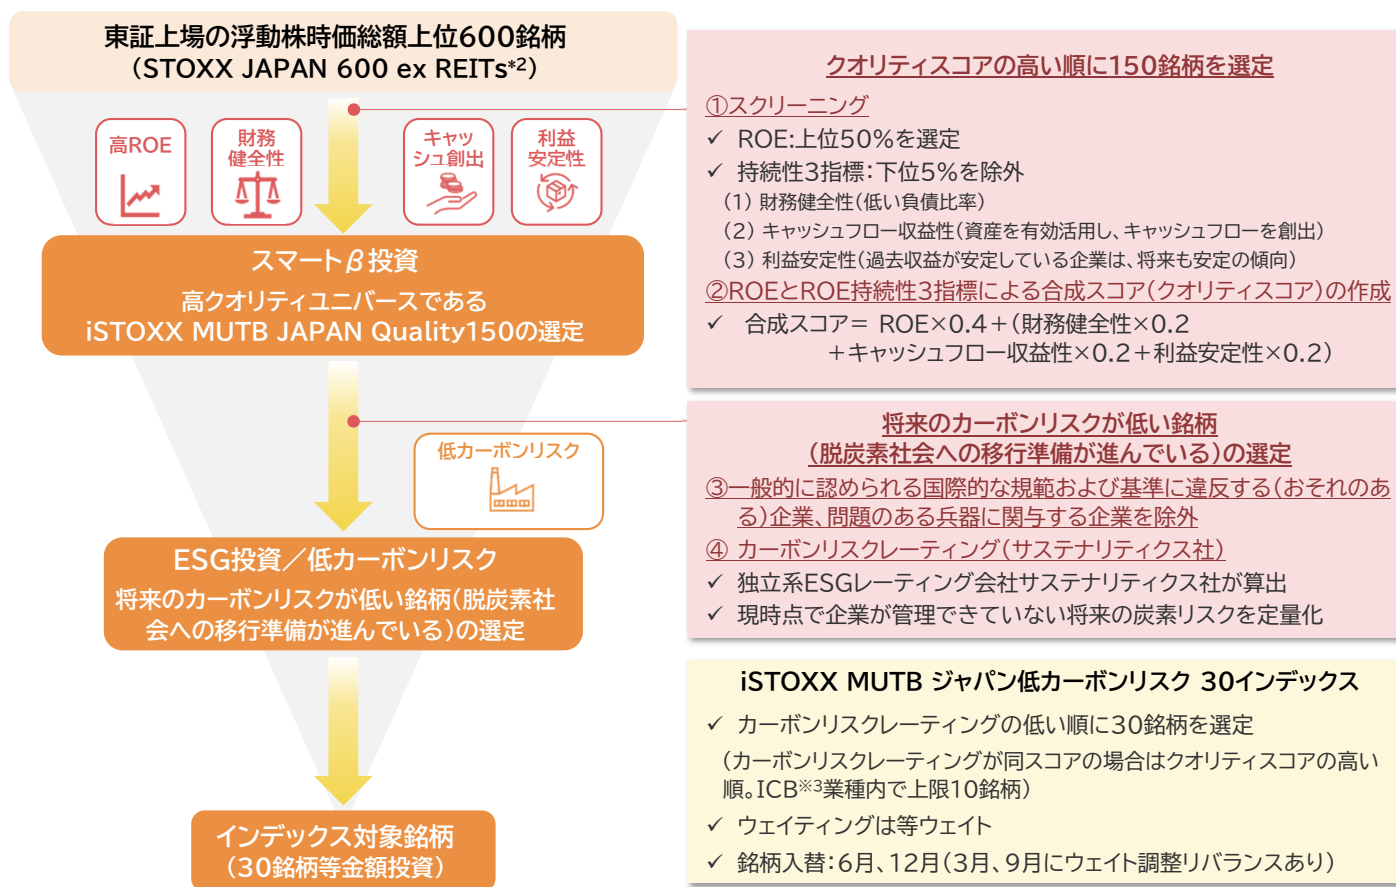 東証上場の浮動株時価総額上位600銘柄
(STOXX JAPAN 600 ex REITs*2)
高ROE
財務
健全性
キャッ
シュ創出
利益
安定性
スマートβ投資
高クオリティユニバースである
iSTOXX MUTB JAPAN Quality150の選定
低カーボンリスク
ESG投資／低カーボンリスク
将来のカーボンリスクが低い銘柄(脱炭素社
会への移行準備が進んでいる)の選定
インデックス対象銘柄
(30銘柄等金額投資)
クオリティスコアの高い順に150銘柄を選定
①スクリーニング
✓ ROE:上位50%を選定
✓ 持続性3指標:下位5%を除外
(1) 財務健全性(低い負債比率)
(2) キャッシュフロー収益性(資産を有効活用し、キャッシュフローを創出)
(3) 利益安定性(過去収益が安定している企業は、将来も安定の傾向)
②ROEとROE持続性3指標による合成スコア(クオリティスコア)の作成
✓ 合成スコア= ROE×0.4+(財務健全性×0.2
+キャッシュフロー収益性×0.2+利益安定性×0.2)
将来のカーボンリスクが低い銘柄
(脱炭素社会への移行準備が進んでいる)の選定
③一般的に認められる国際的な規範および基準に違反する(おそれのあ
る)企業、問題のある兵器に関与する企業を除外
④ カーボンリスクレーティング(サステナリティクス社)
✓ 独立系ESGレーティング会社サステナリティクス社が算出
✓ 現時点で企業が管理できていない将来の炭素リスクを定量化
iSTOXX MUTB ジャパン低カーボンリスク 30インデックス
✓ カーボンリスクレーティングの低い順に30銘柄を選定
(カーボンリスクレーティングが同スコアの場合はクオリティスコアの高い
順。ICB※3業種内で上限10銘柄)
✓ ウェイティングは等ウェイト
✓ 銘柄入替:6月、12月(3月、9月にウェイト調整リバランスあり)